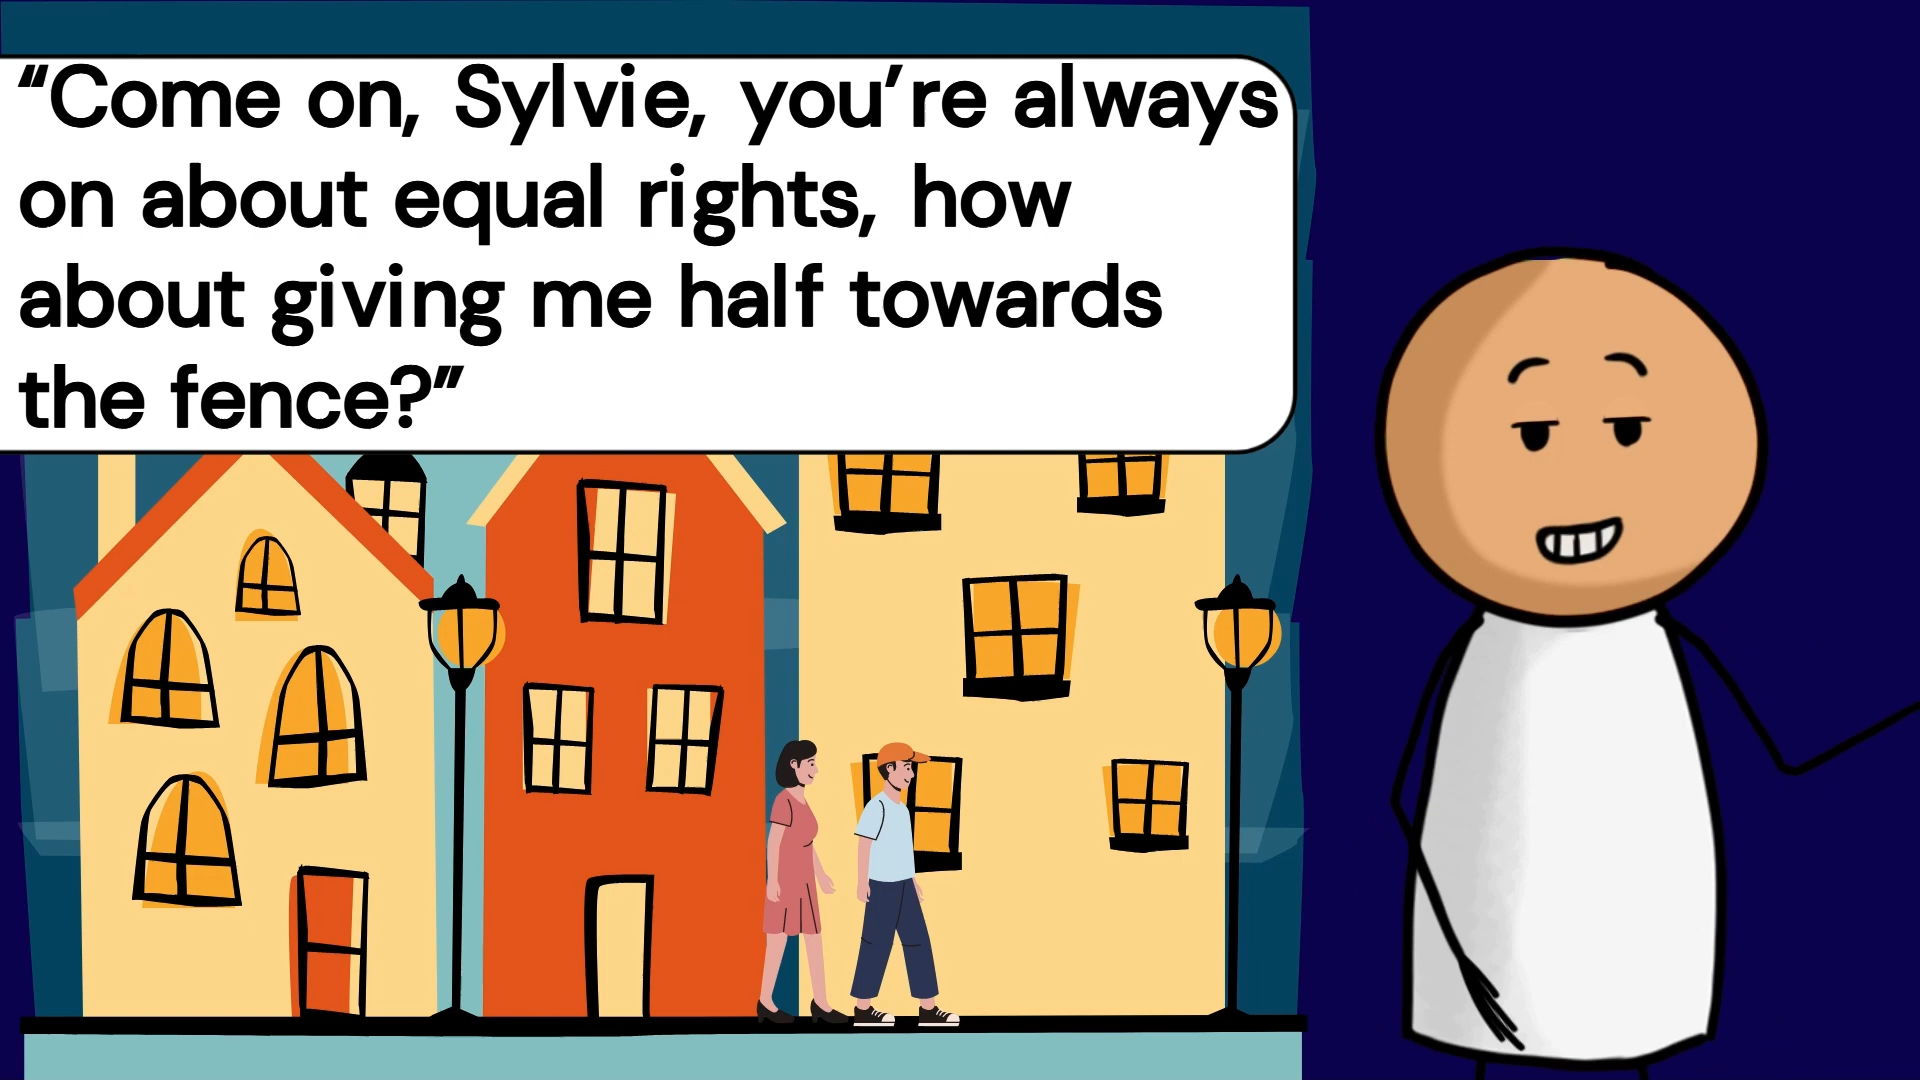 “Come on, Sylvie, you’re always
on about equal rights, how
about giving me half towards
the fence?”